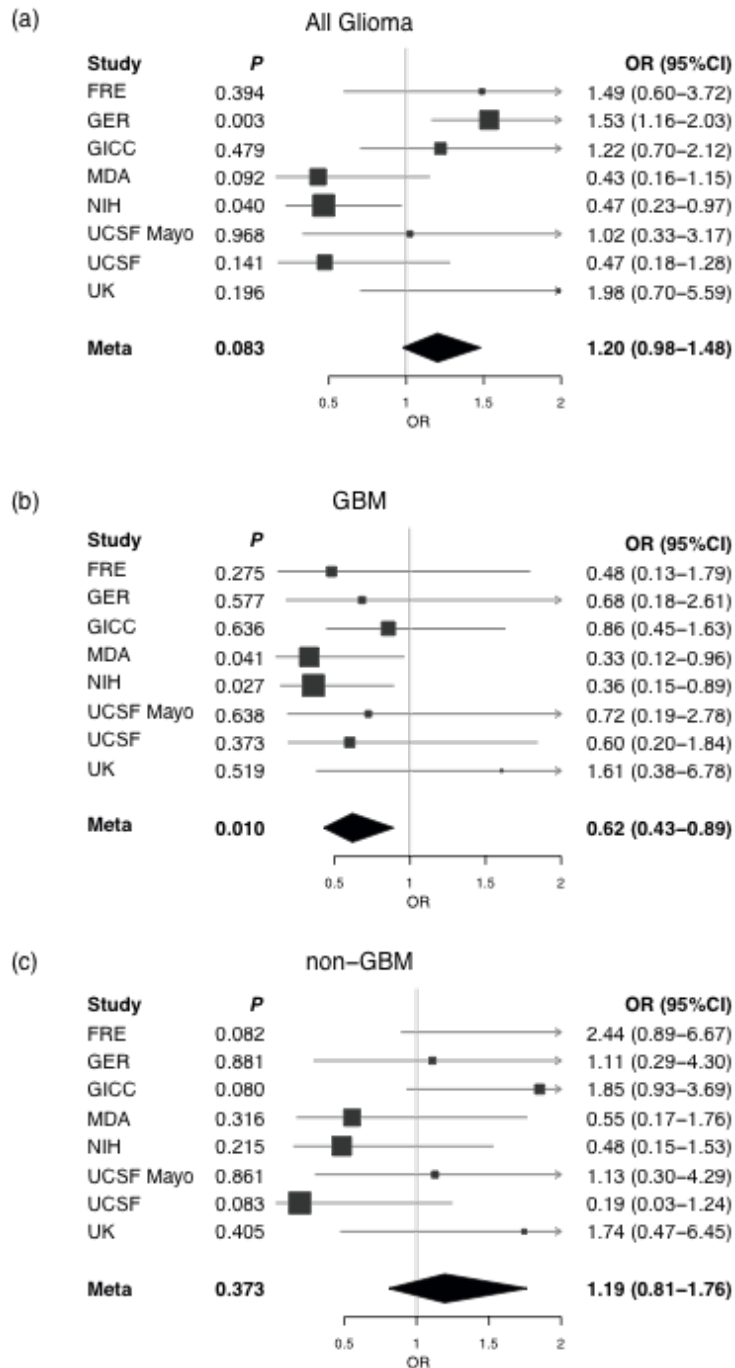 (a)
All Glioma
Study P OR (95%CI)
FRE 0.394 1.49 (0.60–3.72)
GER 0.003 1.53 (1.16–2.03)
GICC 0.479 1.22 (0.70–2.12)
MDA 0.092 0.43 (0.16–1.15)
NIH 0.040 0.47 (0.23–0.97)
UCSF Mayo 0.968 1.02 (0.33–3.17)
UCSF 0.141 0.47 (0.18–1.28)
UK 0.196 1.98 (0.70–5.59)
Meta 0.083 1.20 (0.98–1.48)
0.5 1 1.5 2
OR
(b)
GBM
Study P OR (95%CI)
FRE 0.275 0.48 (0.13–1.79)
GER 0.577 0.68 (0.18–2.61)
GICC 0.636 0.86 (0.45–1.63)
MDA 0.041 0.33 (0.12–0.96)
NIH 0.027 0.36 (0.15–0.89)
UCSF Mayo 0.638 0.72 (0.19–2.78)
UCSF 0.373 0.60 (0.20–1.84)
UK 0.519 1.61 (0.38–6.78)
Meta 0.010 0.62 (0.43–0.89)
0.5 1 1.5 2
OR
(c)
non–GBM
Study P OR (95%CI)
FRE 0.082 2.44 (0.89–6.67)
GER 0.881 1.11 (0.29–4.30)
GICC 0.080 1.85 (0.93–3.69)
MDA 0.316 0.55 (0.17–1.76)
NIH 0.215 0.48 (0.15–1.53)
UCSF Mayo 0.861 1.13 (0.30–4.29)
UCSF 0.083 0.19 (0.03–1.24)
UK 0.405 1.74 (0.47–6.45)
Meta 0.373 1.19 (0.81–1.76)
0.5 1 1.5 2
OR